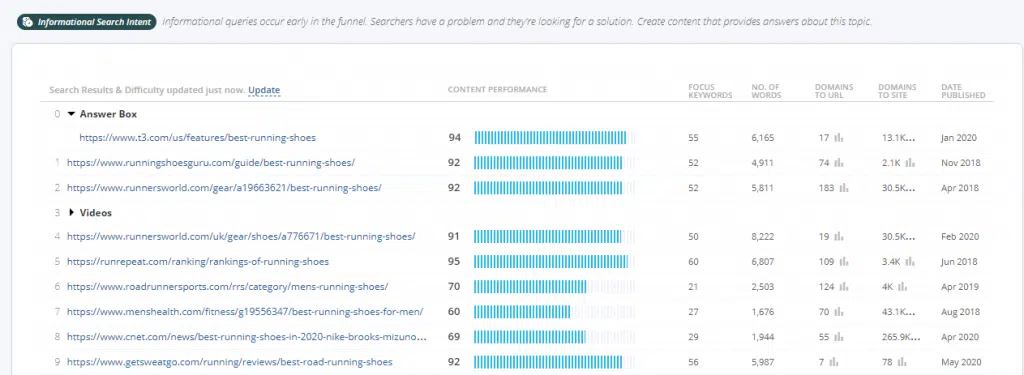 Informational Search Intent Informational queries occur early in the funnel. Searchers have a problem and they're looking for a solution. Create content that provides answers about this topic.
Search Results & Difficulty updated just now. Update CONTENT PERFORMANCE FOCUS KEYWORDS NO. OF WORDS DOMAINS TO URL DOMAINS TO SITE DATE PUBLISHED
0 Answer Box
https://www.t3.com/us/features/best-running-shoes 94 55 6,165 17 13.1K... Jan 2020
1 https://www.runningshoesguru.com/guide/best-running-shoes/ 92 52 4,911 74 2.1K Nov 2018
2 https://www.runnersworld.com/gear/a19663621/best-running-shoes/ 92 52 5,811 183 30.5K... Apr 2018
3 Videos
4 https://www.runnersworld.com/uk/gear/shoes/a776671/best-running-shoes/ 91 50 8,222 19 30.5K... Feb 2020
5 https://runrepeat.com/ranking/rankings-of-running-shoes 95 60 6,807 109 3.4K Jun 2018
6 https://www.roadrunnersports.com/rrs/category/mens-running-shoes/ 70 21 2,503 124 4K Apr 2019
7 https://www.menshealth.com/fitness/g19556347/best-running-shoes-for-men/ 60 27 1,676 70 43.1K... Aug 2018
8 https://www.cnet.com/news/best-running-shoes-in-2020-nike-brooks-mizuno... 69 29 1,944 55 265.9K... Apr 2020
9 https://www.getsweatgo.com/running/reviews/best-road-running-shoes 92 56 5,987 7 78 May 2020